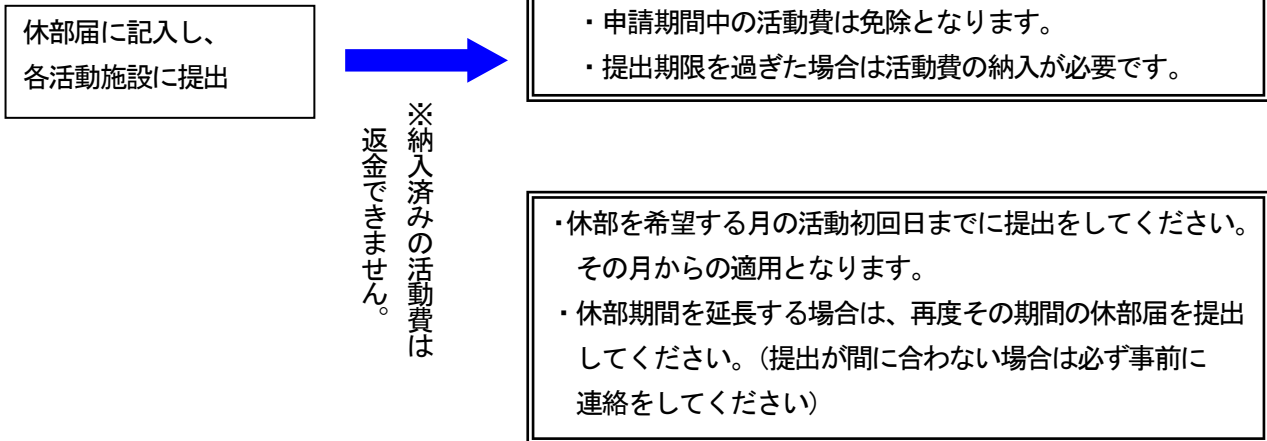 休部届に記入し、
各活動施設に提出
・申請期間中の活動費は免除となります。
・提出期限を過ぎた場合は活動費の納入が必要です。
※納入済みの活動費は
返金できません。
・休部を希望する月の活動初回日までに提出をしてください。
その月からの適用となります。
・休部期間を延長する場合は、再度その期間の休部届を提出
してください。（提出が間に合わない場合は必ず事前に
連絡をしてください）